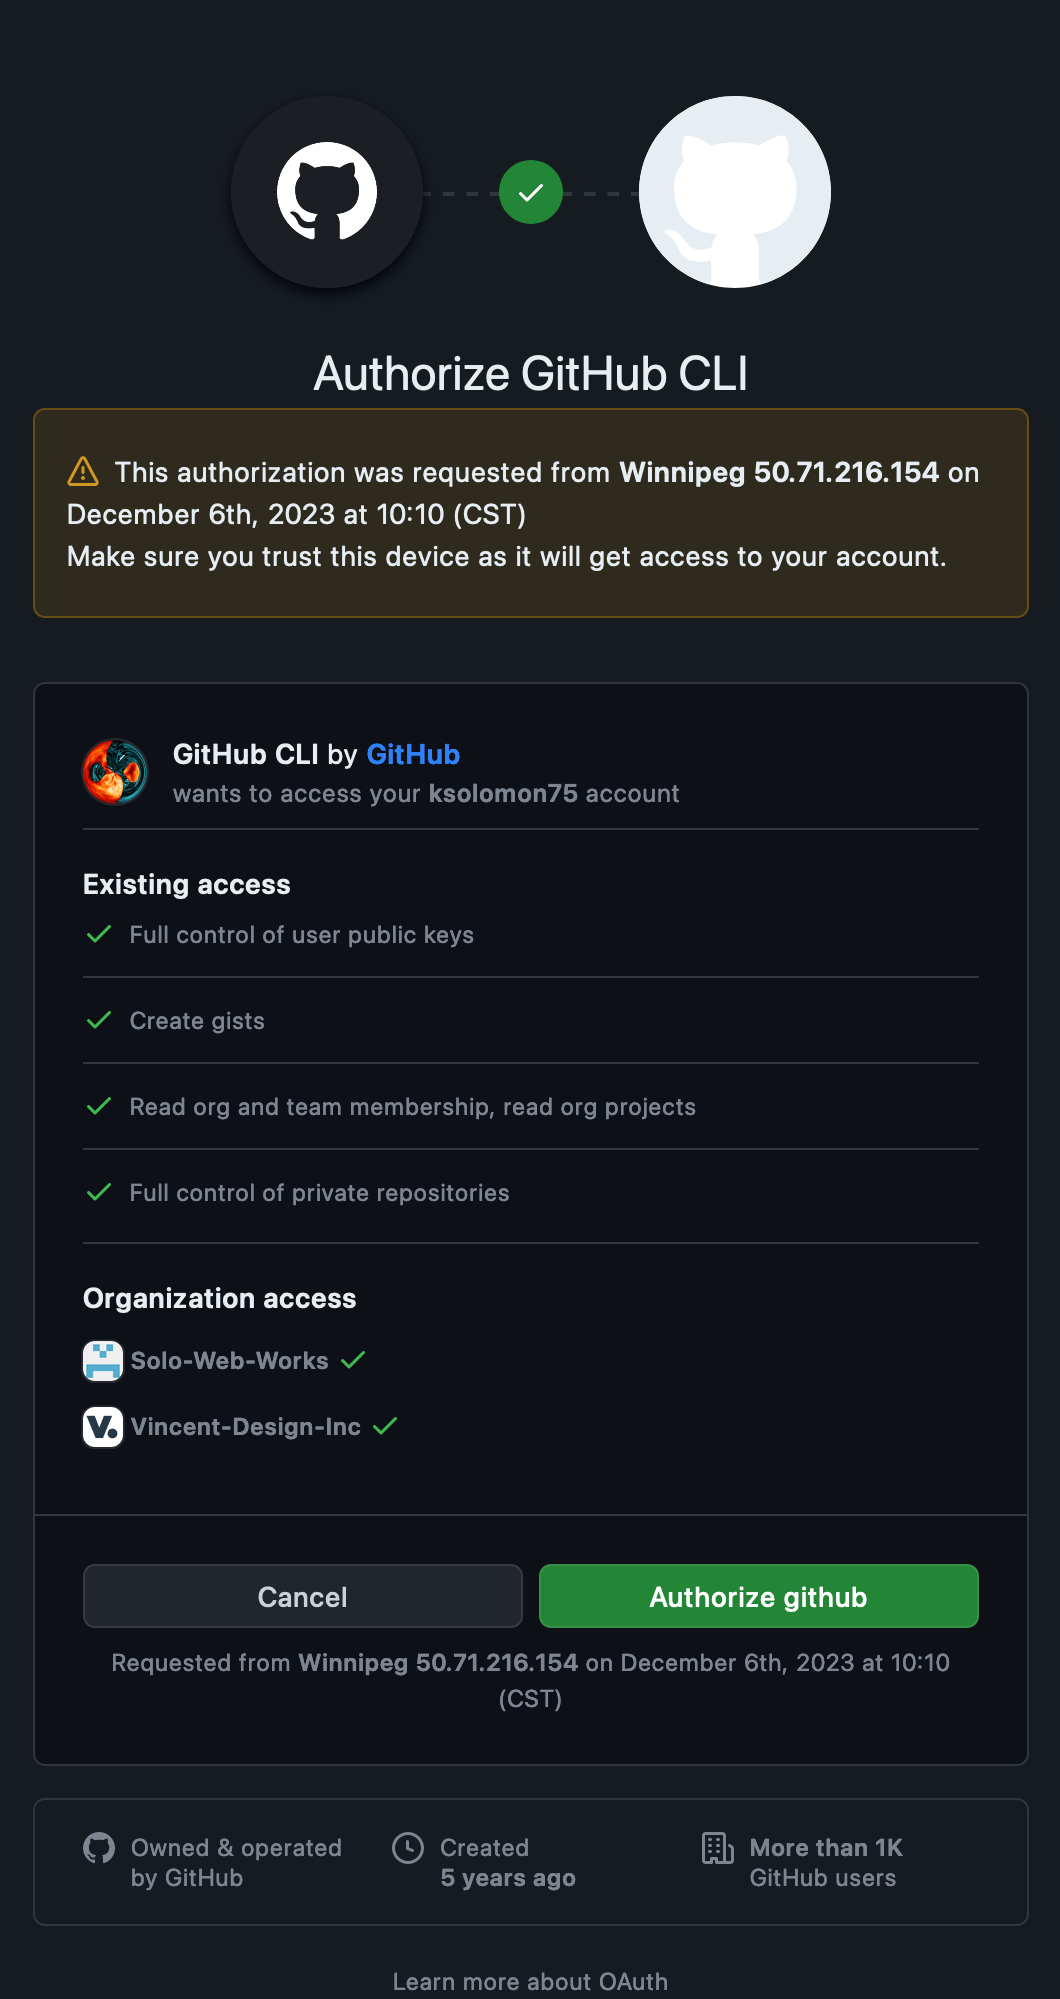 Authorize GitHub CLI
This authorization was requested from Winnipeg 50.71.216.154 on
December 6th, 2023 at 10:10 (CST)
Make sure you trust this device as it will get access to your account.
GitHub CLI by GitHub
wants to access your ksolomon75 account
Existing access
Full control of user public keys
Create gists
Read org and team membership, read org projects
Full control of private repositories
Organization access
Solo-Web-Works
V.
Vincent-Design-Inc
Cancel
Authorize github
Requested from Winnipeg 50.71.216.154 on December 6th, 2023 at 10:10
(CST)
Owned & operated
by GitHub
Created
5 years ago
More than 1K
GitHub users
Learn more about OAuth